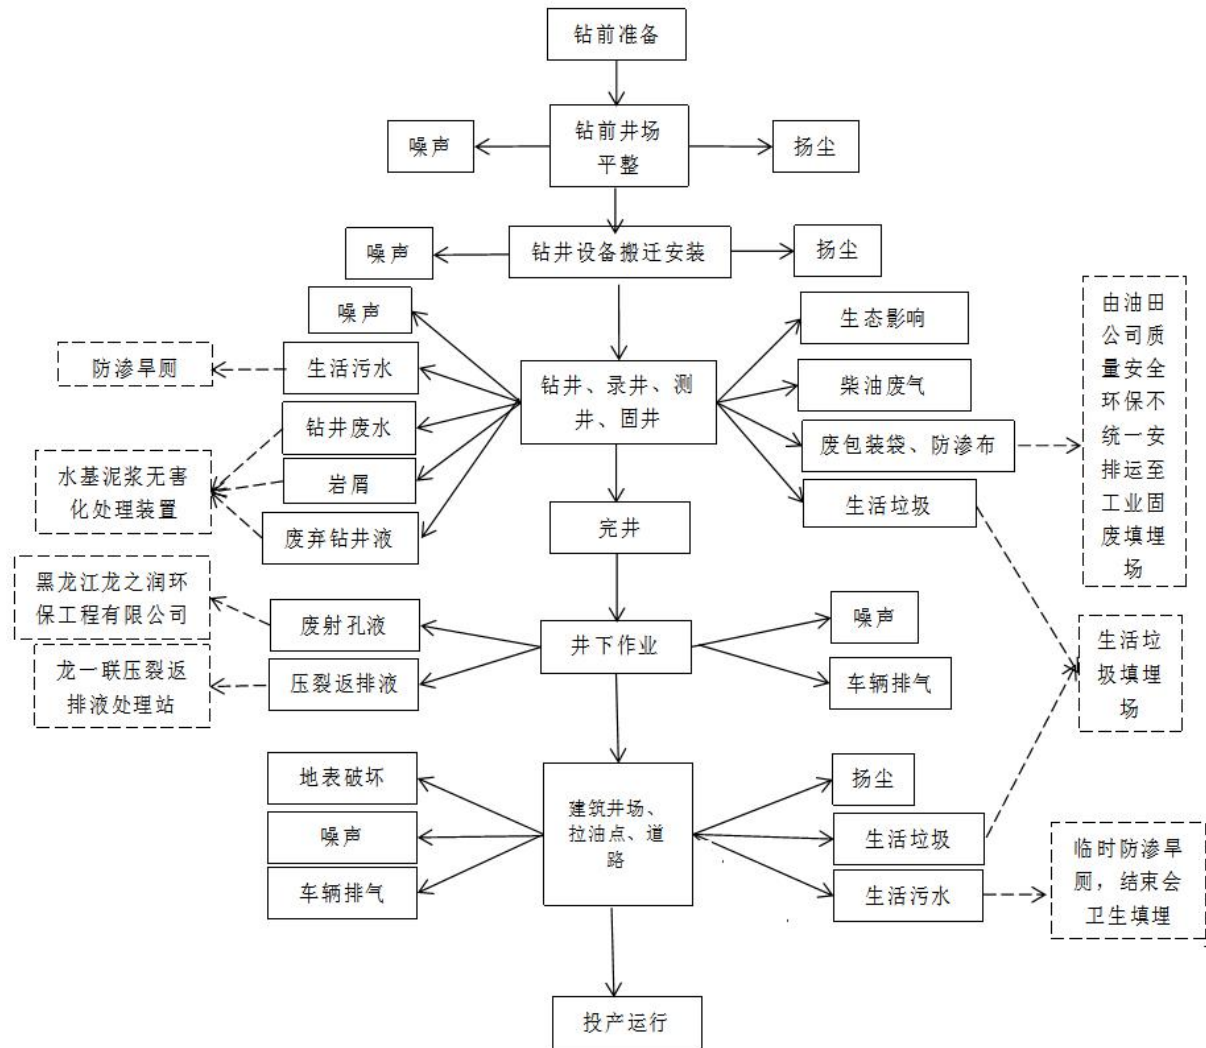 钻前准备
噪声
钻前井场
平整
扬尘
噪声
钻井设备搬迁安装
扬尘
噪声
生态影响
防渗旱厕
生活污水
钻井、录井、测
井、固井
柴油废气
钻井废水
废包装袋、防渗布
由油田
公司质
量安全
环保不
统一安
排运至
工业固
废填埋
场
水基泥浆无害
化处理装置
岩屑
生活垃圾
废弃钻井液
完井
黑龙江龙之润环
保工程有限公司
废射孔液
井下作业
噪声
龙一联压裂返
排液处理站
压裂返排液
车辆排气
生活垃
圾填埋
场
地表破坏
建筑井场、
拉油点、道
路
扬尘
噪声
生活垃圾
车辆排气
生活污水
临时防渗旱
厕，结束会
卫生填埋
投产运行